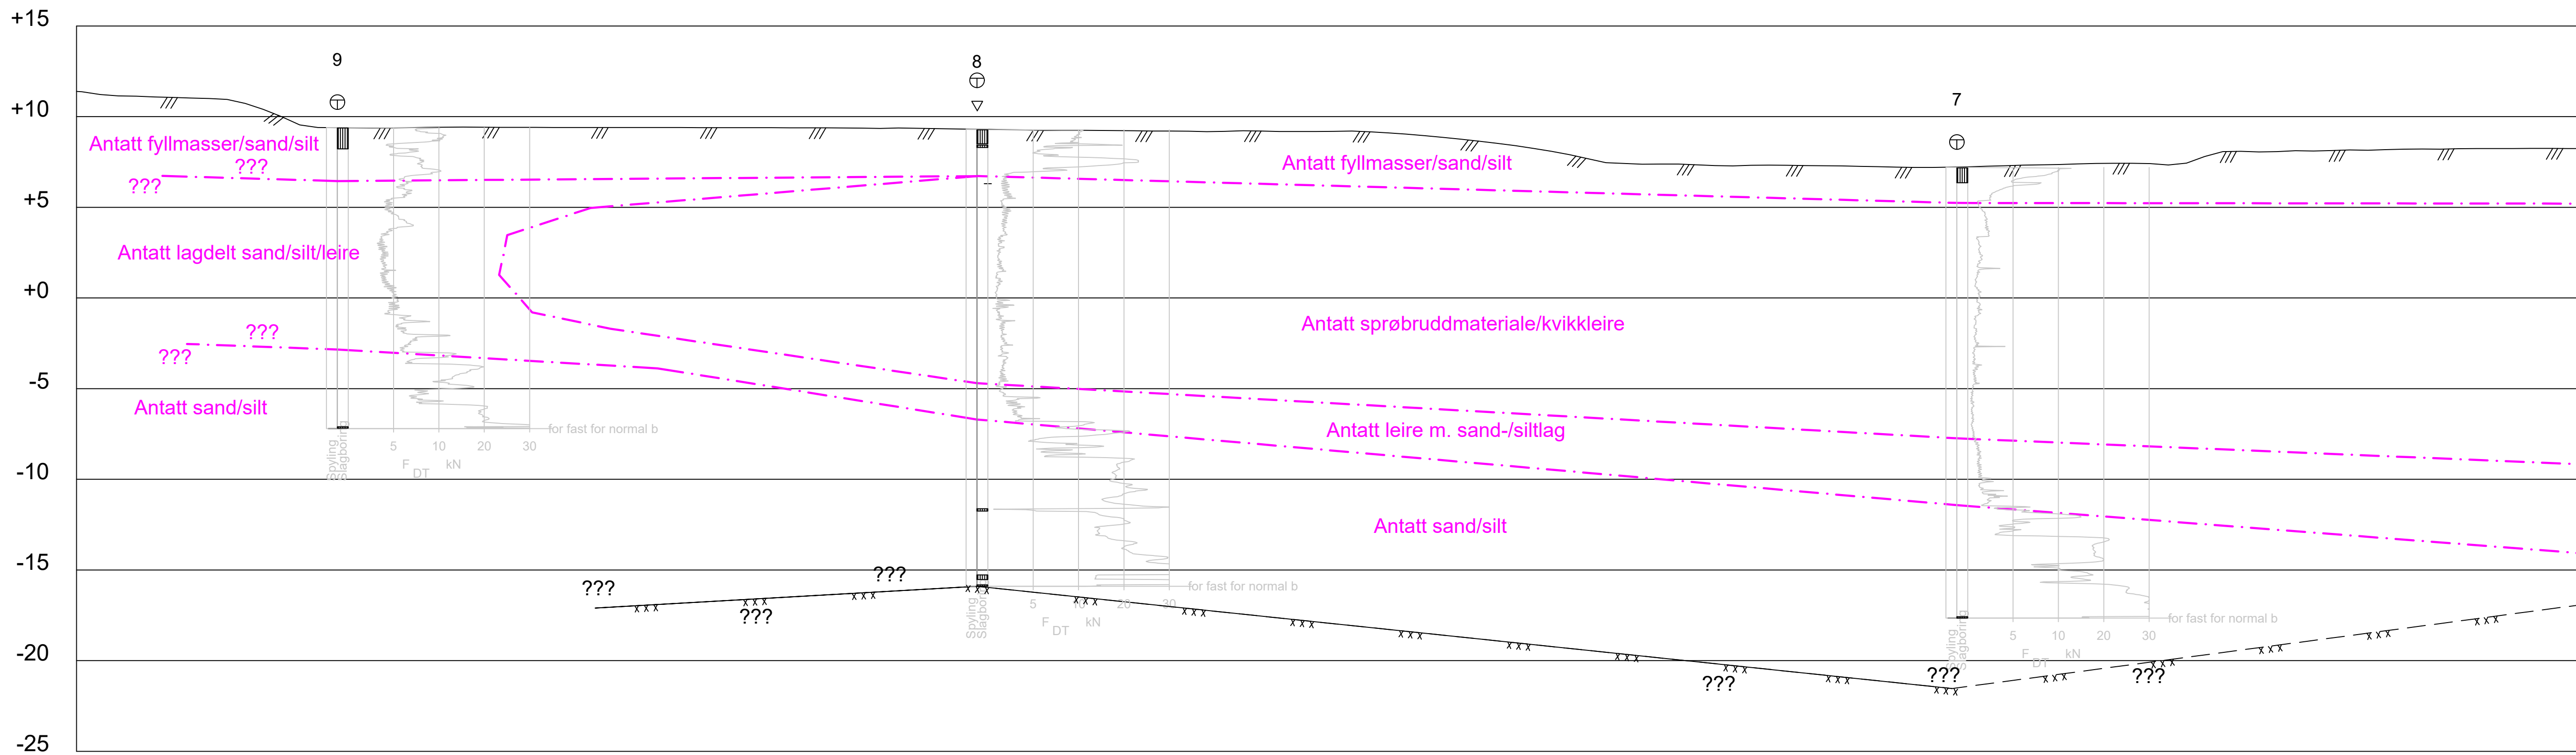 +15
+10
+5
+0
-5
-10
-15
-20
-25
9
8
7
Antatt fyllmasser/sand/silt
???
???
Antatt fyllmasser/sand/silt
Antatt lagdelt sand/silt/leire
Antatt sprøbruddmateriale/kvikkleire
???
???
Antatt sand/silt
Antatt leire m. sand-/siltlag
Antatt sand/silt
for fast for normal b
5 10 20 30
F DT kN
Spyling
Slagboring
???
???
???
for fast for normal b
5 10 20 30
F DT kN
Spyling
Slagboring
for fast for normal b
5 10 20 30
F DT kN
Spyling
Slagboring
???
???
???